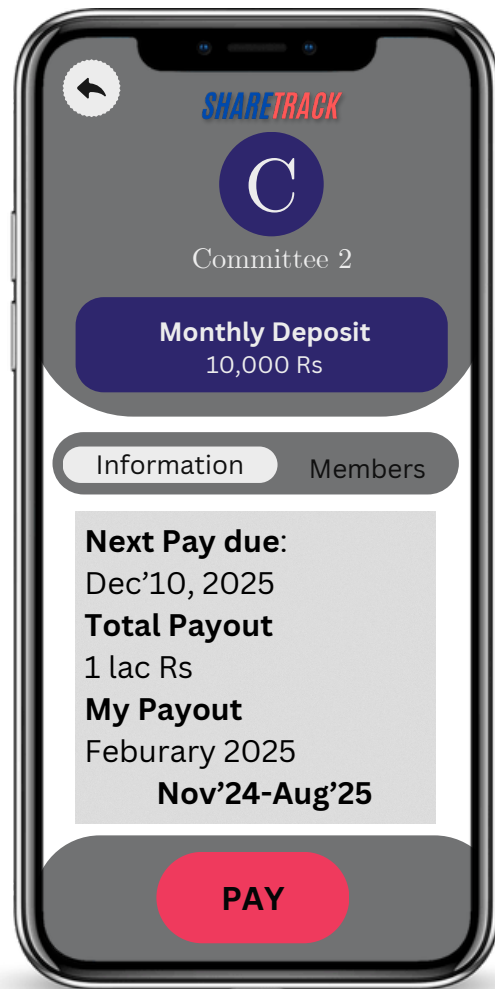 SHARETRACK
C
Committee 2
Monthly Deposit
10,000 Rs
Information
Members
Next Pay due:
Dec’10, 2025
Total Payout
1 lac Rs
My Payout
Feburary 2025
Nov’24-Aug’25
PAY